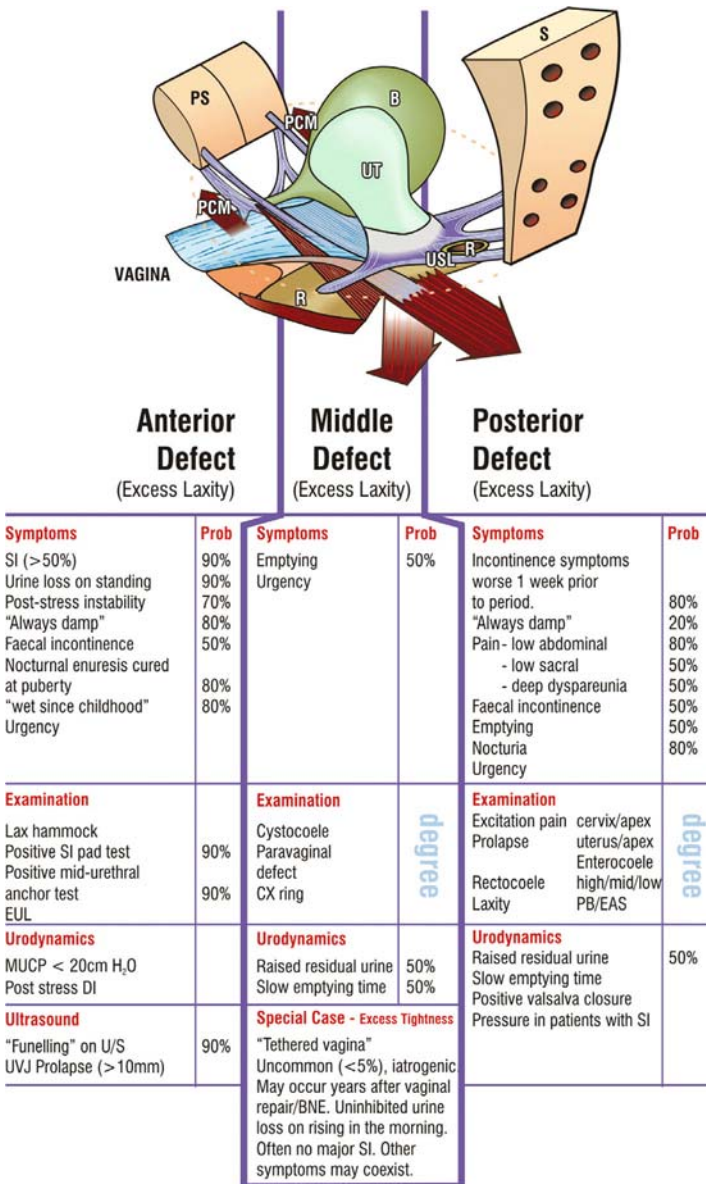 S
PS
B
PCM
UT
PCM
R
USL
VAGINA
R
Anterior
Defect
(Excess Laxity)
Middle
Defect
(Excess Laxity)
Posterior
Defect
(Excess Laxity)
Symptoms Prob
SI (>50%) 90%
Urine loss on standing 90%
Post-stress instability 70%
“Always damp” 80%
Faecal incontinence 50%
Nocturnal enuresis cured
at puberty 80%
“wet since childhood” 80%
Urgency
Examination
Lax hammock
Positive SI pad test 90%
Positive mid-urethral
anchor test 90%
EUL
Urodynamics
MUCP < 20cm H₂O
Post stress DI
Ultrasound
“Funelling” on U/S 90%
UVJ Prolapse (>10mm)
Symptoms Prob
Emptying 50%
Urgency
Examination
Cystocoele
Paravaginal
defect
CX ring
degree
Urodynamics
Raised residual urine 50%
Slow emptying time 50%
Special Case - Excess Tightness
“Tethered vagina”
Uncommon (<5%), iatrogenic.
May occur years after vaginal
repair/BNE. Uninhibited urine
loss on rising in the morning.
Often no major SI. Other
symptoms may coexist.
Symptoms Prob
Incontinence symptoms
worse 1 week prior
to period. 80%
“Always damp” 20%
Pain - low abdominal 80%
- low sacral 50%
- deep dyspareunia 50%
Faecal incontinence 50%
Emptying 50%
Nocturia 80%
Urgency
Examination
Excitation pain cervix/apex
Prolapse uterus/apex
Enterocoele
Rectocoele high/mid/low
Laxity PB/EAS
degree
Urodynamics
Raised residual urine 50%
Slow emptying time
Positive valsalva closure
Pressure in patients with SI